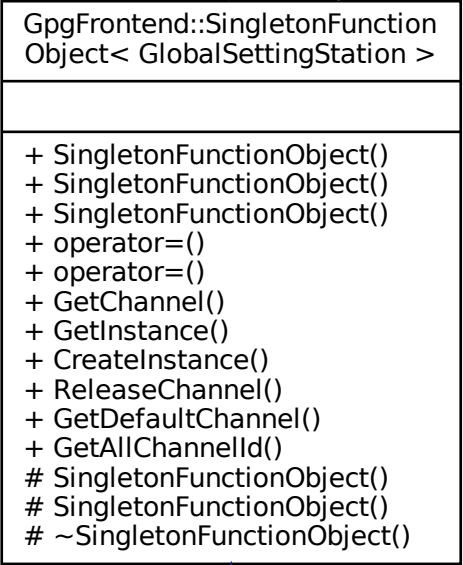 GpgFrontend::SingletonFunction
Object< GlobalSettingStation >
+ SingletonFunctionObject()
+ SingletonFunctionObject()
+ SingletonFunctionObject()
+ operator=()
+ operator=()
+ GetChannel()
+ GetInstance()
+ CreateInstance()
+ ReleaseChannel()
+ GetDefaultChannel()
+ GetAllChannelId()
# SingletonFunctionObject()
# SingletonFunctionObject()
# ~SingletonFunctionObject()